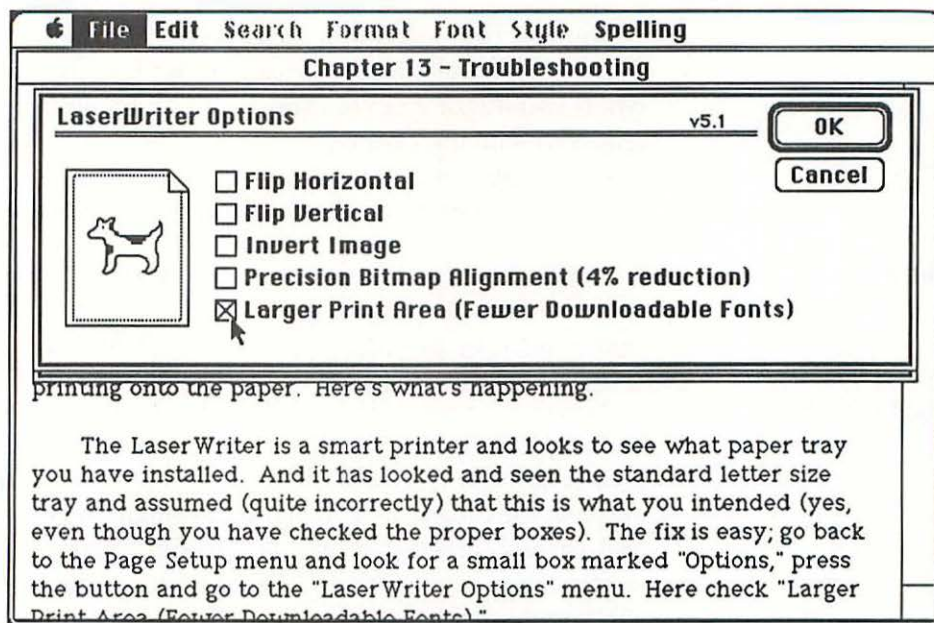 File Edit Search Format Font Style Spelling
Chapter 13 - Troubleshooting
LaserWriter Options
v5.1
OK
Cancel
Flip Horizontal
Flip Vertical
Invert Image
Precision Bitmap Alignment (4% reduction)
Larger Print Area (Fewer Downloadable Fonts)
printing onto the paper. Here's what's happening.
The LaserWriter is a smart printer and looks to see what paper tray
you have installed. And it has looked and seen the standard letter size
tray and assumed (quite incorrectly) that this is what you intended (yes,
even though you have checked the proper boxes). The fix is easy; go back
to the Page Setup menu and look for a small box marked "Options," press
the button and go to the "LaserWriter Options" menu. Here check "Larger
Print Area (Fewer Downloadable Fonts)."